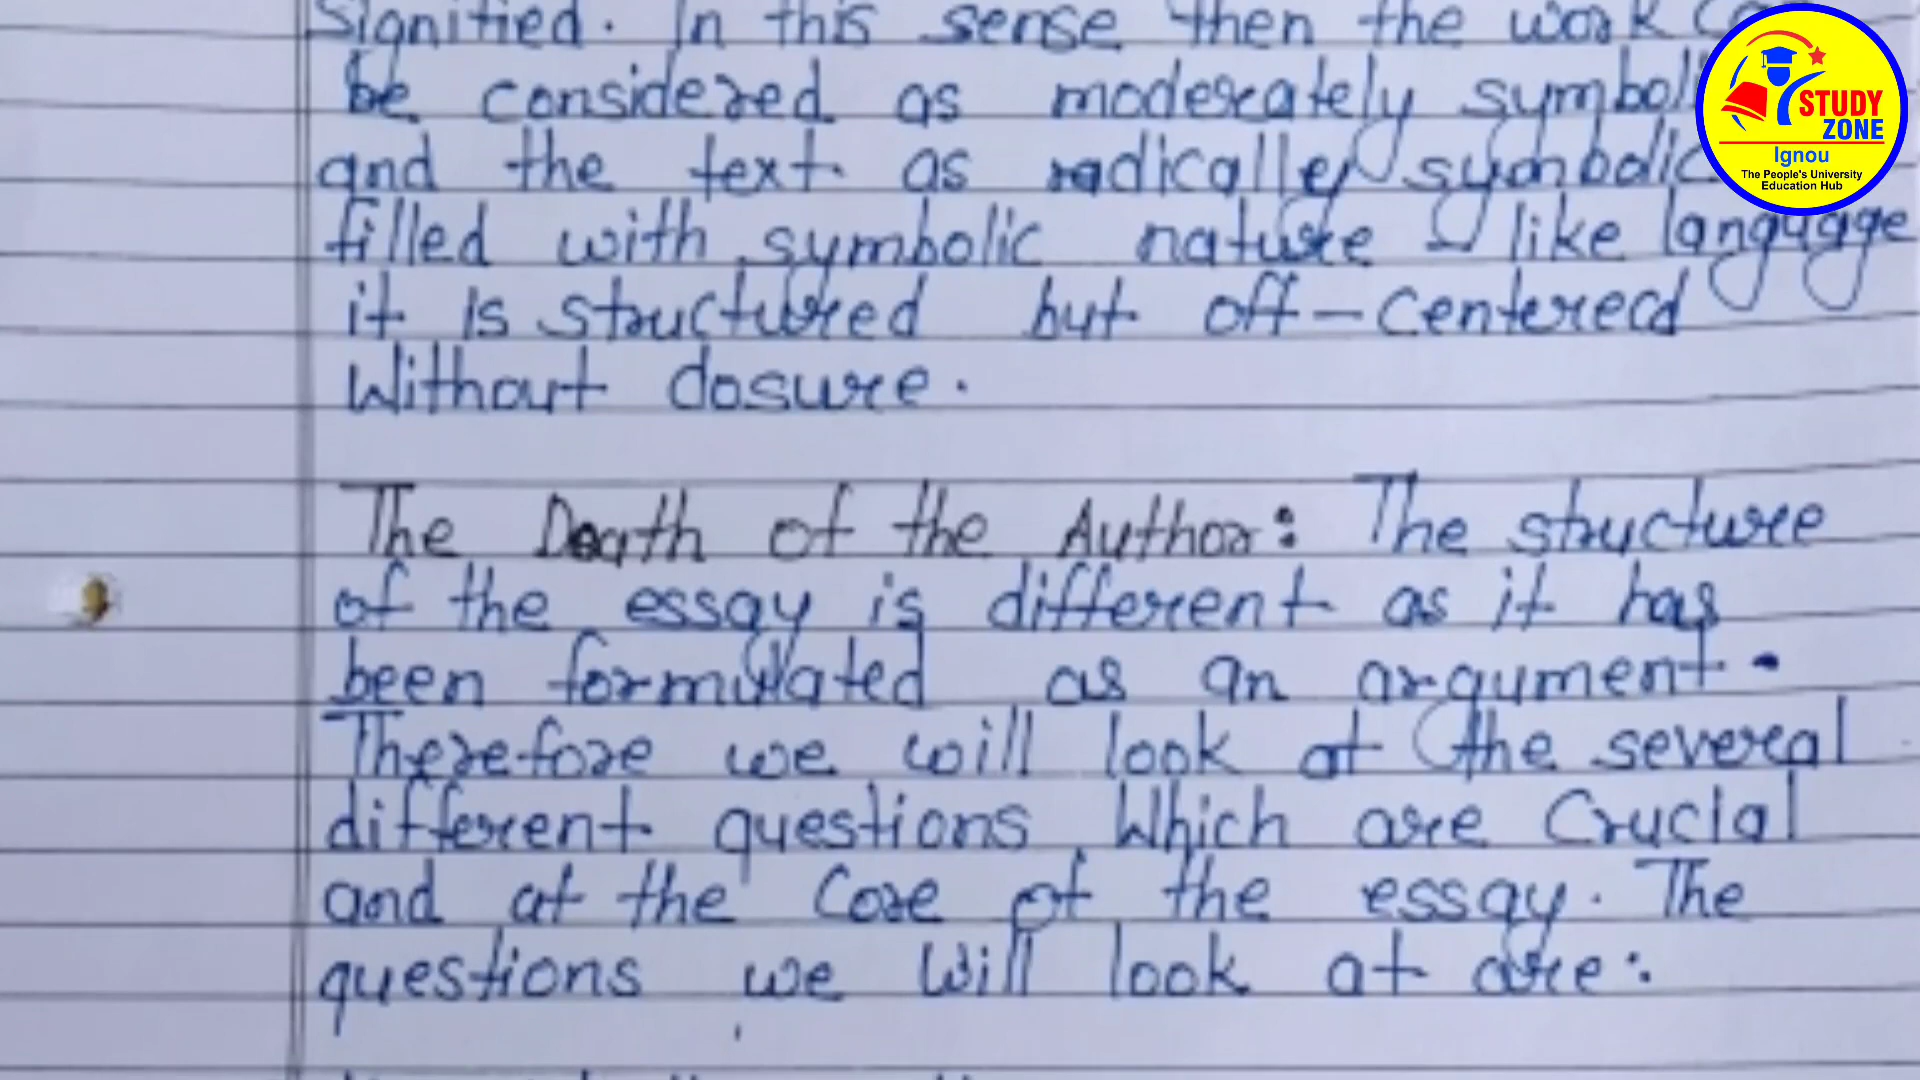 Signified. In this sense then the work
be considered as moderately
and the text as radically symbolic
filled with symbolic nature - like language
it is structured but off-centered
Without closure.
The Death of the Author: The structure
of the essay is different as it has
been formulated as an argument.
Therefore we will look at the several
different questions Which are Crucial
and at the Core of the essay. The
questions we will look at are:
STUDY
ZONE
Ignou
The People's University
Education Hub